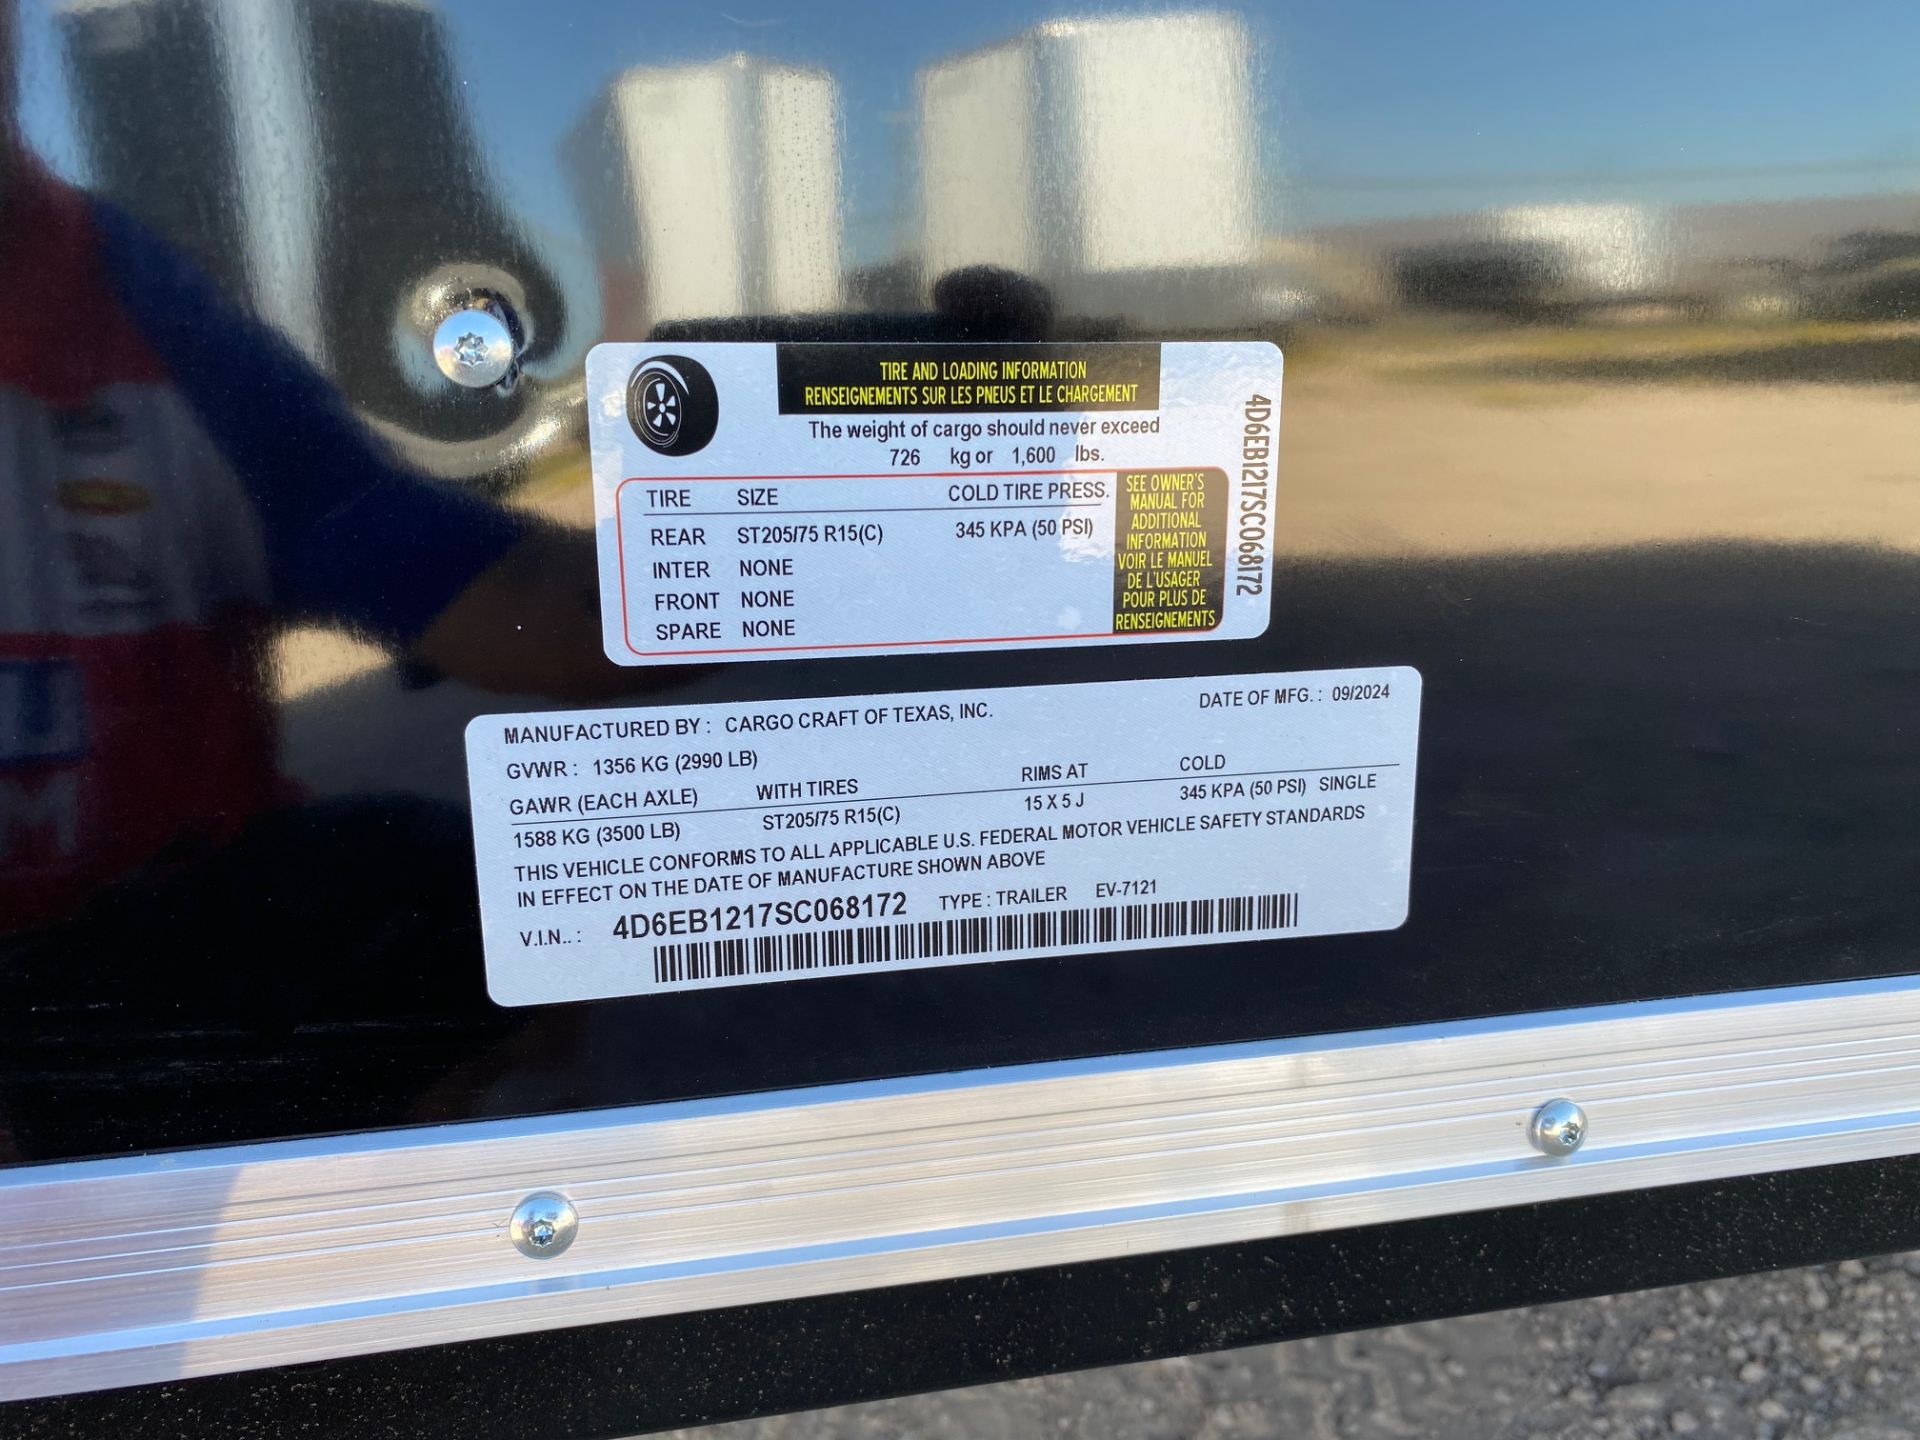 TIRE AND LOADING INFORMATION
RENSEIGNEMENTS SUR LES PNEUS ET LE CHARGEMENT
The weight of cargo should never exceed
726 kg or 1,600 lbs.
TIRE SIZE COLD TIRE PRESS.
REAR ST205/75 R15(C) 345 KPA (50 PSI)
INTER NONE
FRONT NONE
SPARE NONE
SEE OWNER'S
MANUAL FOR
ADDITIONAL
INFORMATION
VOIR LE MANUEL
DE L'USAGER
POUR PLUS DE
RENSEIGNEMENTS
4D6EB1217SC068172
MANUFACTURED BY : CARGO CRAFT OF TEXAS, INC. DATE OF MFG. : 09/2024
GVWR : 1356 KG (2990 LB)
GAWR (EACH AXLE) WITH TIRES RIMS AT COLD
1588 KG (3500 LB) ST205/75 R15(C) 15 X 5 J 345 KPA (50 PSI) SINGLE
THIS VEHICLE CONFORMS TO ALL APPLICABLE U.S. FEDERAL MOTOR VEHICLE SAFETY STANDARDS
IN EFFECT ON THE DATE OF MANUFACTURE SHOWN ABOVE
V.I.N.. : 4D6EB1217SC068172 TYPE : TRAILER EV-7121